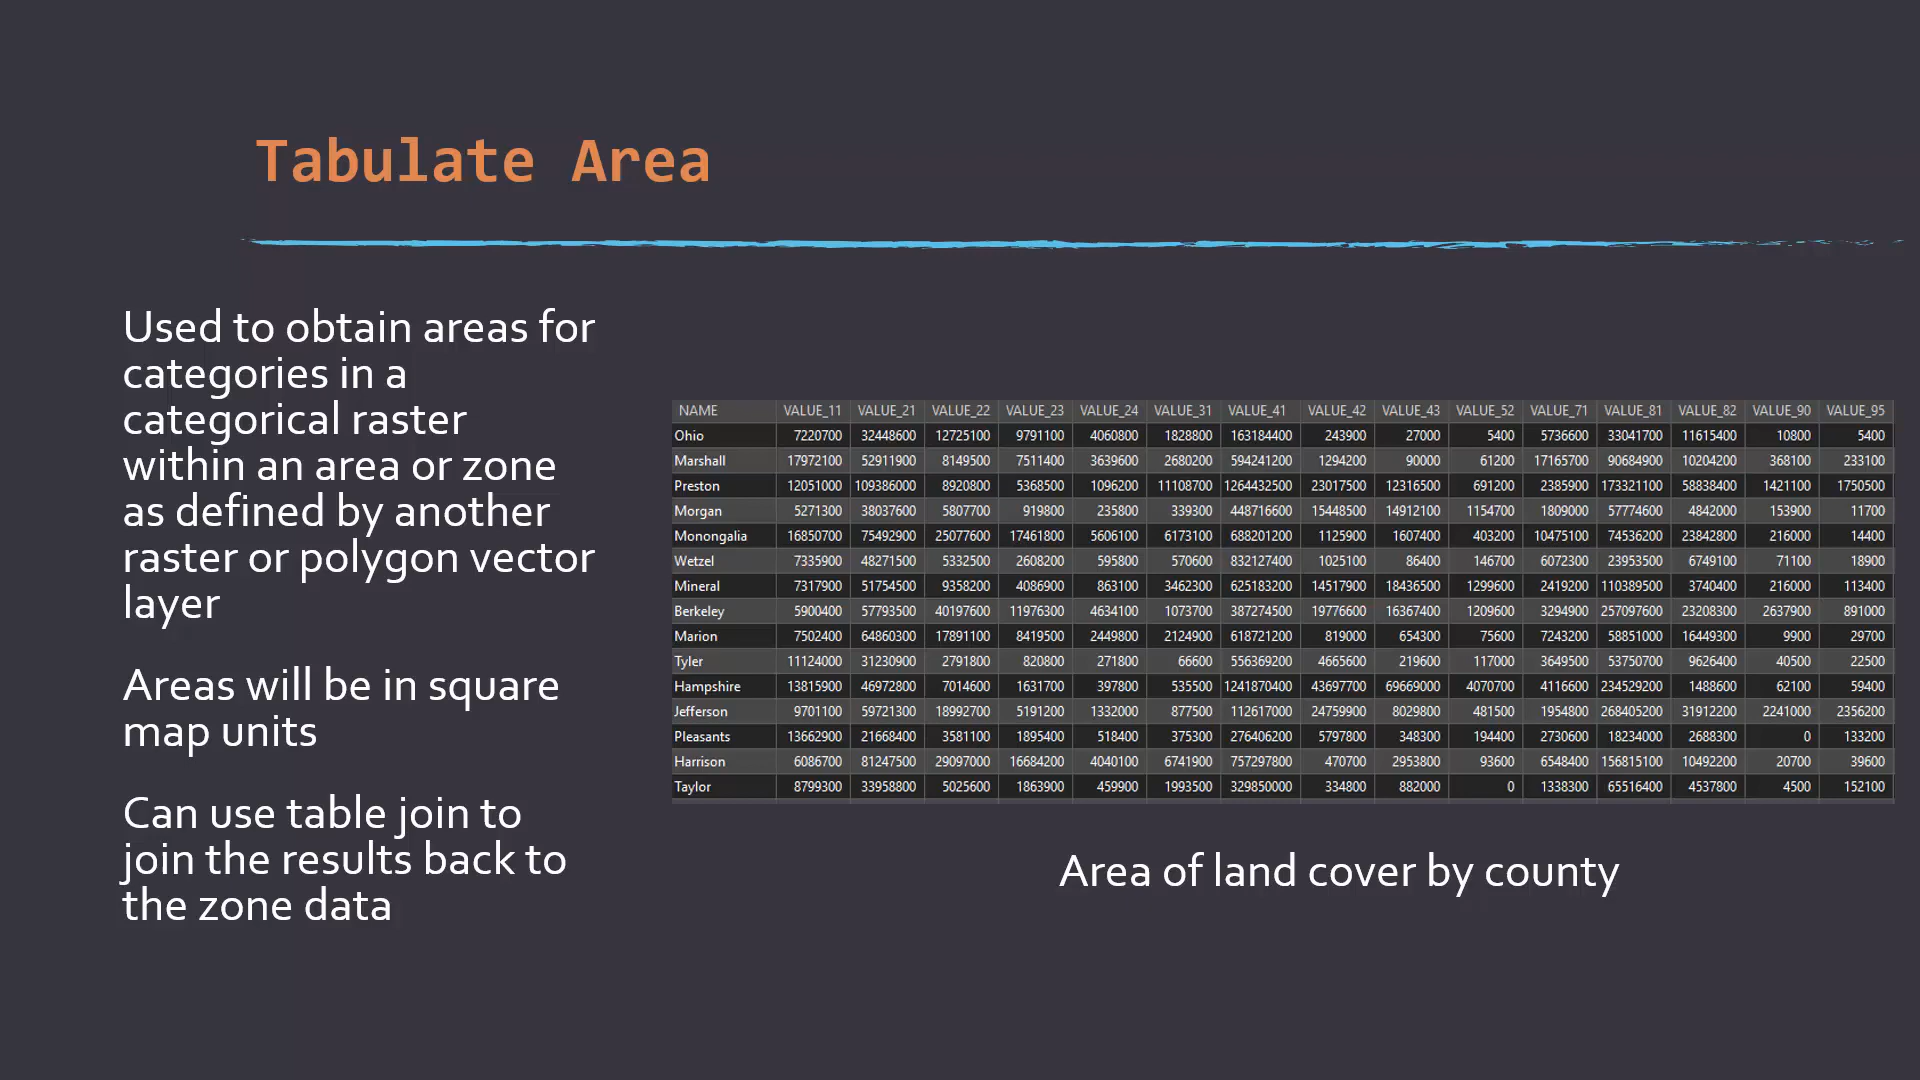 Tabulate Area
Used to obtain areas for
categories in a
categorical raster
within an area or zone
as defined by another
raster or polygon vector
layer
Areas will be in square
map units
Can use table join to
join the results back to
the zone data
NAME VALUE_11 VALUE_21 VALUE_22 VALUE_23 VALUE_24 VALUE_31 VALUE_41 VALUE_42 VALUE_43 VALUE_52 VALUE_71 VALUE_81 VALUE_82 VALUE_90 VALUE_95
Ohio 7220700 32448600 12725100 9791100 4060800 1828800 163184400 243900 27000 5400 5736600 33041700 11615400 10800 5400
Marshall 17972100 52911900 8149500 7511400 3639600 2680200 594241200 1294200 90000 61200 17165700 90684900 10204200 368100 233100
Preston 12051000 109386000 8920800 5368500 1096200 11108700 1264432500 23017500 12316500 691200 2385900 173321100 58838400 1421100 1750500
Morgan 5271300 38037600 5807700 919800 235800 339300 448716600 15448500 14912100 1154700 1809000 57774600 4842000 153900 11700
Monongalia 16850700 75492900 25077600 17461800 5606100 6173100 688201200 1125900 1607400 403200 10475100 74536200 23842800 216000 14400
Wetzel 7335900 48271500 5332500 2608200 595800 570600 832127400 1025100 86400 146700 6072300 23953500 6749100 71100 18900
Mineral 7317900 51754500 9358200 4086900 863100 3462300 625183200 14517900 18436500 1299600 2419200 110389500 3740400 216000 113400
Berkeley 5900400 57793500 40197600 11976300 4634100 1073700 387274500 19776600 16367400 1209600 3294900 257097600 23208300 2637900 891000
Marion 7502400 64860300 17891100 8419500 2449800 2124900 618721200 819000 654300 75600 7243200 58851000 16449300 9900 29700
Tyler 11124000 31230900 2791800 820800 271800 66600 556369200 4665600 219600 117000 3649500 53750700 9626400 40500 22500
Hampshire 13815900 46972800 7014600 1631700 397800 535500 1241870400 43697700 69669000 4070700 4116600 234529200 1488600 62100 59400
Jefferson 9701100 59721300 18992700 5191200 1332000 877500 112617000 24759900 8029800 481500 1954800 268405200 31912200 2241000 2356200
Pleasants 13662900 21668400 3581100 1895400 518400 375300 276406200 5797800 348300 194400 2730600 18234000 2688300 0 133200
Harrison 6086700 81247500 29097000 16684200 4040100 6741900 757297800 470700 2953800 93600 6548400 156815100 10492200 20700 39600
Taylor 8799300 33958800 5025600 1863900 459900 1993500 329850000 334800 882000 0 1338300 65516400 4537800 4500 152100
Area of land cover by county